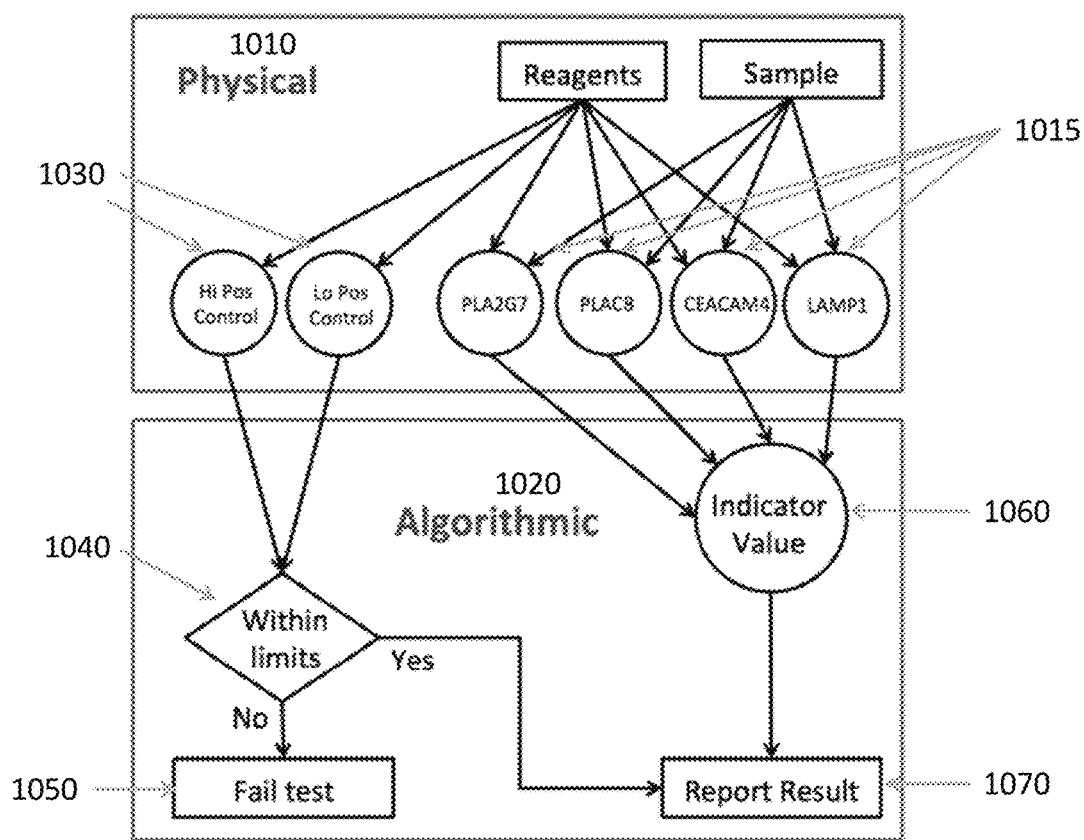 1010
Physical
Reagents
Sample
1015
1030
Hi Pos
Control
Lo Pos
Control
PLA2G7
PLAC8
CEACAM4
LAMP1
1020
Algorithmic
Indicator
Value
1060
1040
Within
limits
Yes
No
1050
Fail test
Report Result
1070